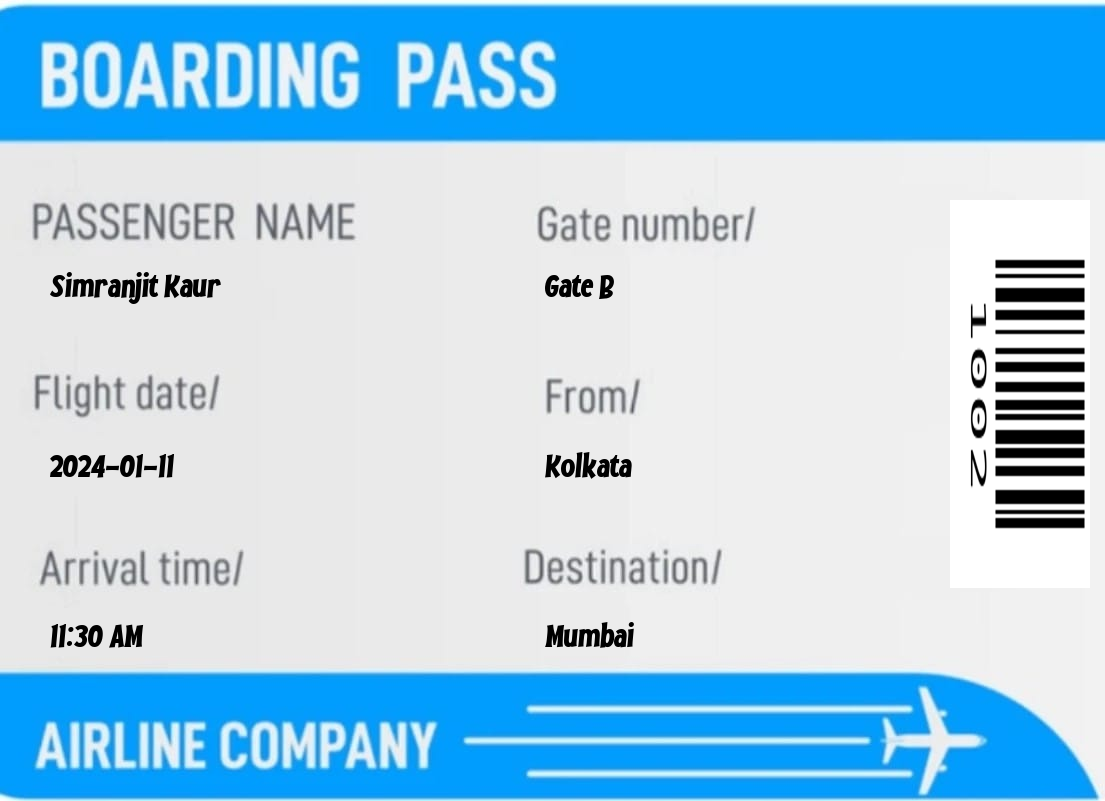 BOARDING PASS
PASSENGER NAME
Simranjit Kaur
Gate number/
Gate B
Flight date/
2024-01-11
From/
Kolkata
Arrival time/
11:30 AM
Destination/
Mumbai
1002
AIRLINE COMPANY